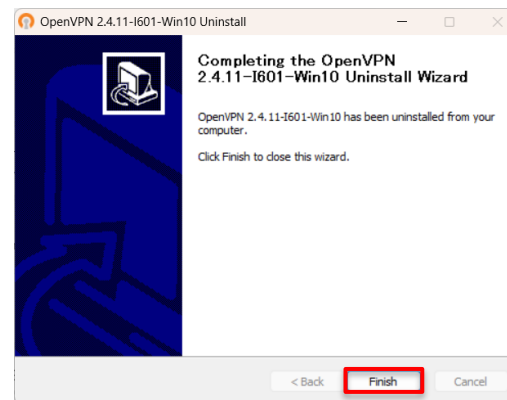 OpenVPN 2.4.11-I601-Win10 Uninstall
Completing the OpenVPN
2.4.11-I601-Win10 Uninstall Wizard
OpenVPN 2.4.11-I601-Win10 has been uninstalled from your
computer.
Click Finish to close this wizard.
< Back Finish Cancel